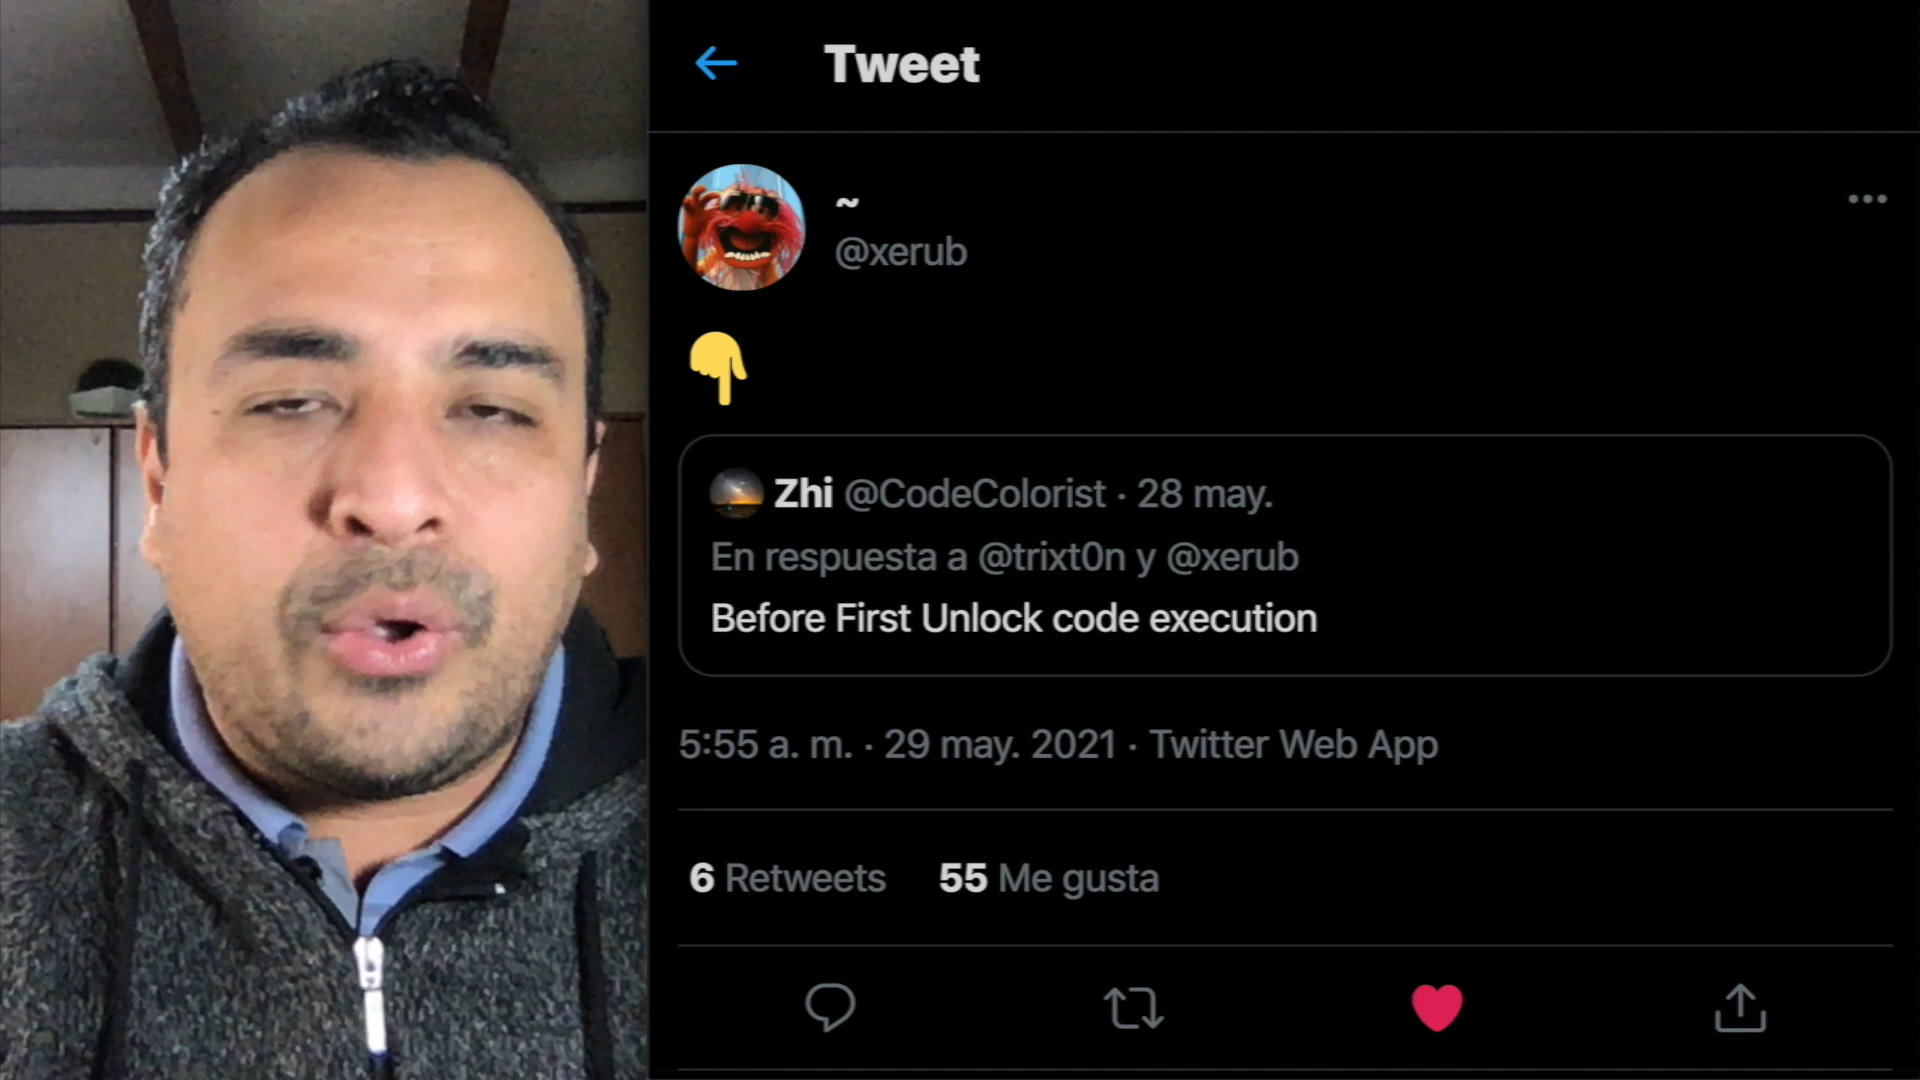 Tweet
~
@xerub
Zhi @CodeColorist · 28 may.
En respuesta a @trixt0n y @xerub
Before First Unlock code execution
5:55 a. m. · 29 may. 2021 · Twitter Web App
6 Retweets 55 Me gusta